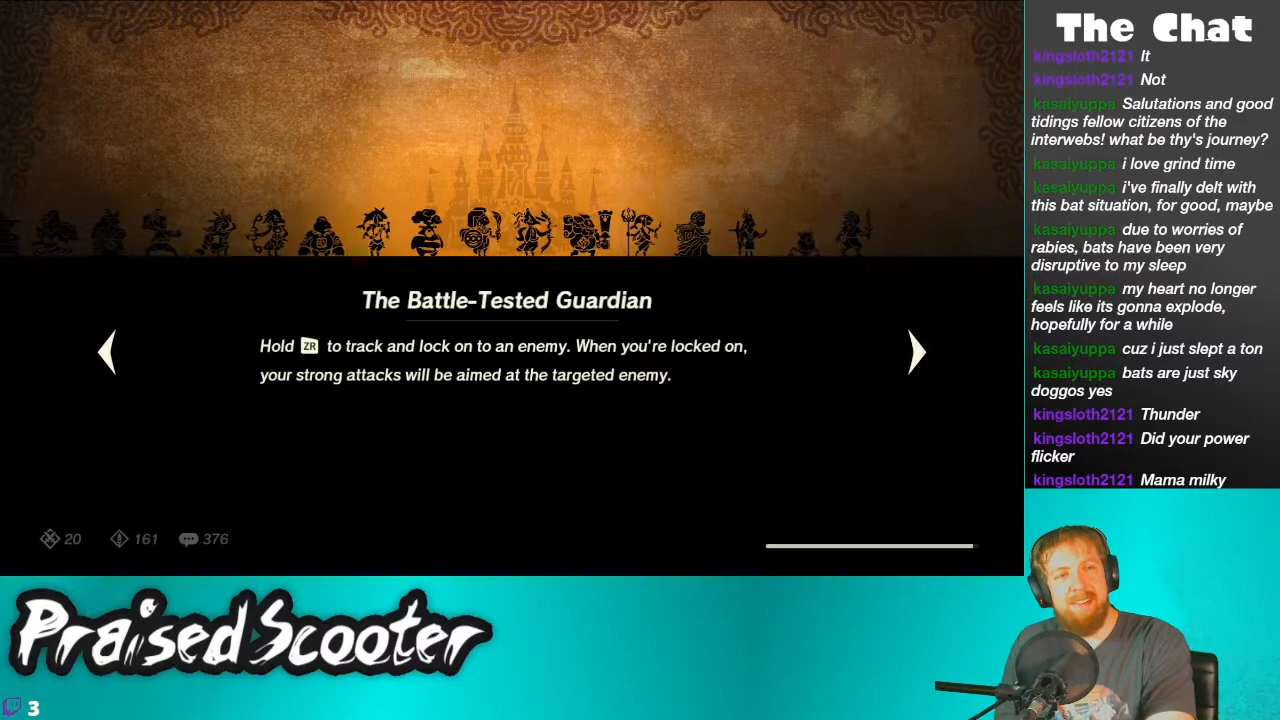 The Battle-Tested Guardian
Hold ZR to track and lock on to an enemy. When you're locked on,
your strong attacks will be aimed at the targeted enemy.
20 161 376
PraisedScooter
3
The Chat
kingsloth2121 It
kingsloth2121 Not
kasaiyuppa Salutations and good
tidings fellow citizens of the
interwebs! what be thy's journey?
kasaiyuppa i love grind time
kasaiyuppa i've finally delt with
this bat situation, for good, maybe
kasaiyuppa due to worries of
rabies, bats have been very
disruptive to my sleep
kasaiyuppa my heart no longer
feels like its gonna explode,
hopefully for a while
kasaiyuppa cuz i just slept a ton
kasaiyuppa bats are just sky
doggos yes
kingsloth2121 Thunder
kingsloth2121 Did your power
flicker
kingsloth2121 Mama milky